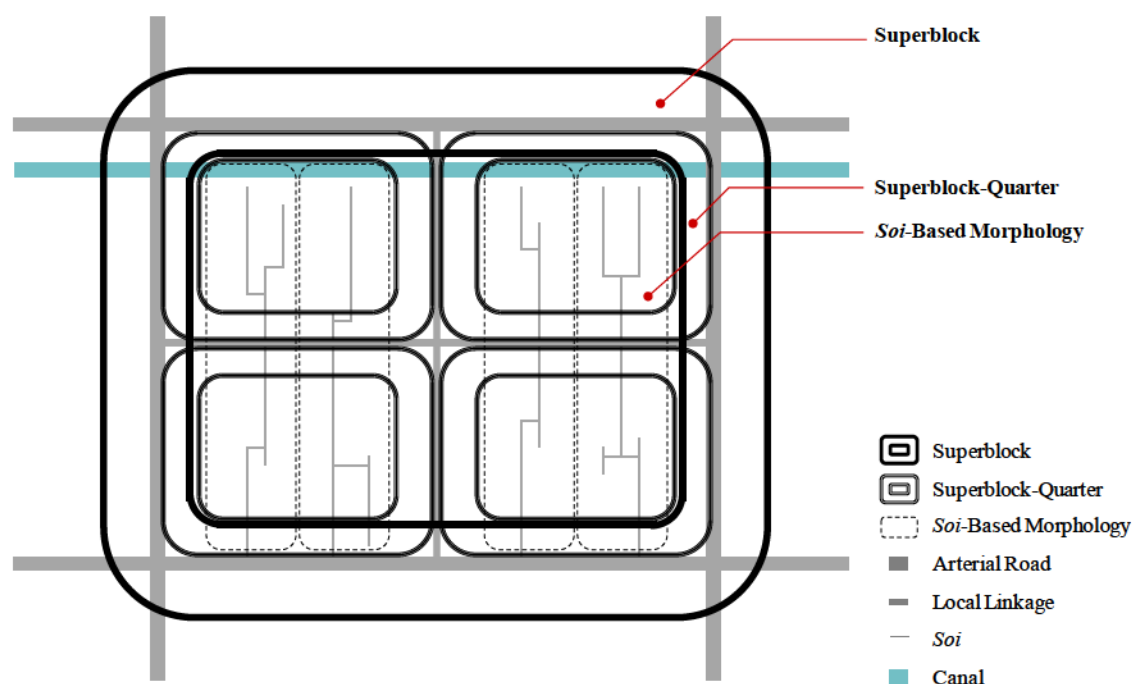 Superblock
Superblock-Quarter
Soi-Based Morphology
Superblock
Superblock-Quarter
Soi-Based Morphology
Arterial Road
Local Linkage
Soi
Canal